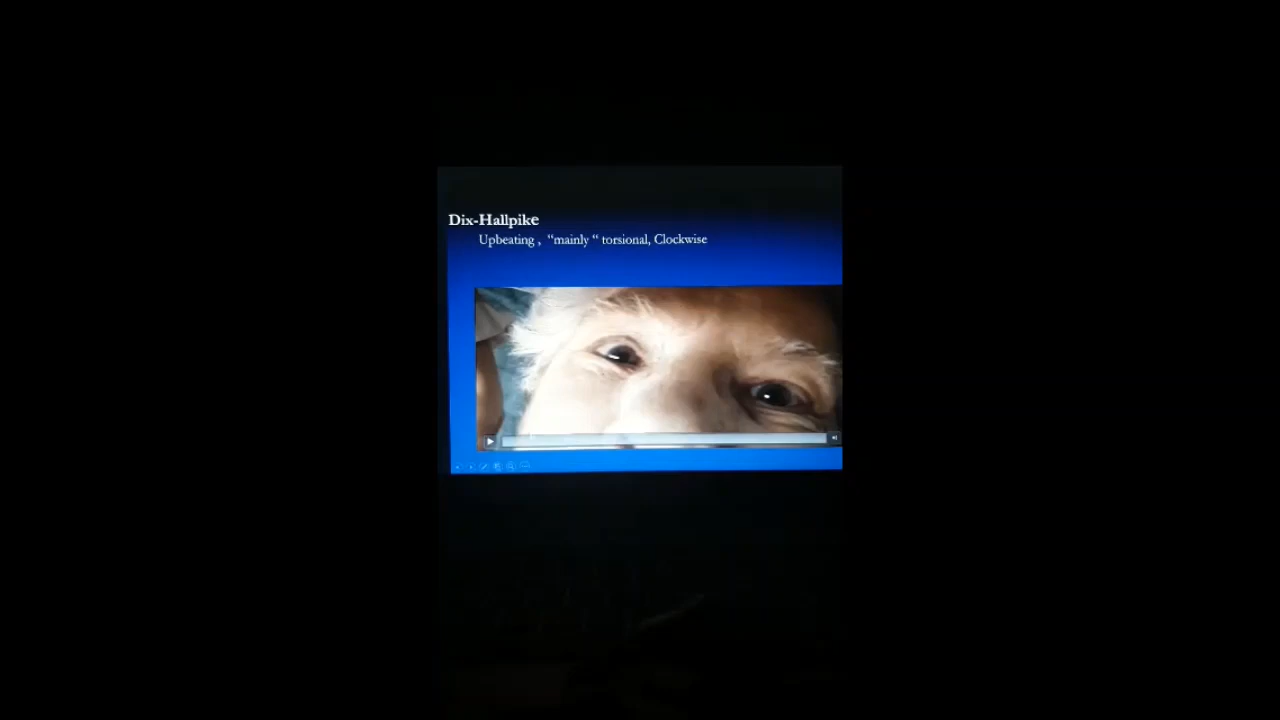 Dix-Hallpike
Upbeating , “mainly “ torsional, Clockwise